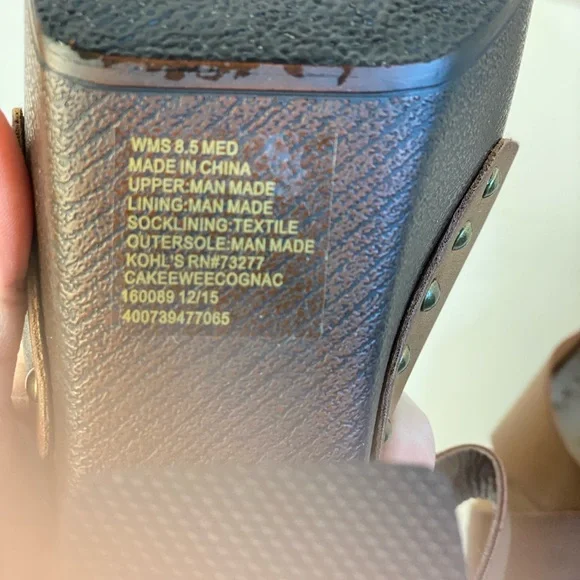 WMS 8.5 MED
MADE IN CHINA
UPPER:MAN MADE
LINING:MAN MADE
SOCKLINING:TEXTILE
OUTERSOLE:MAN MADE
KOHL'S RN#73277
CAKEEWEECOGNAC
160089 12/15
400739477065